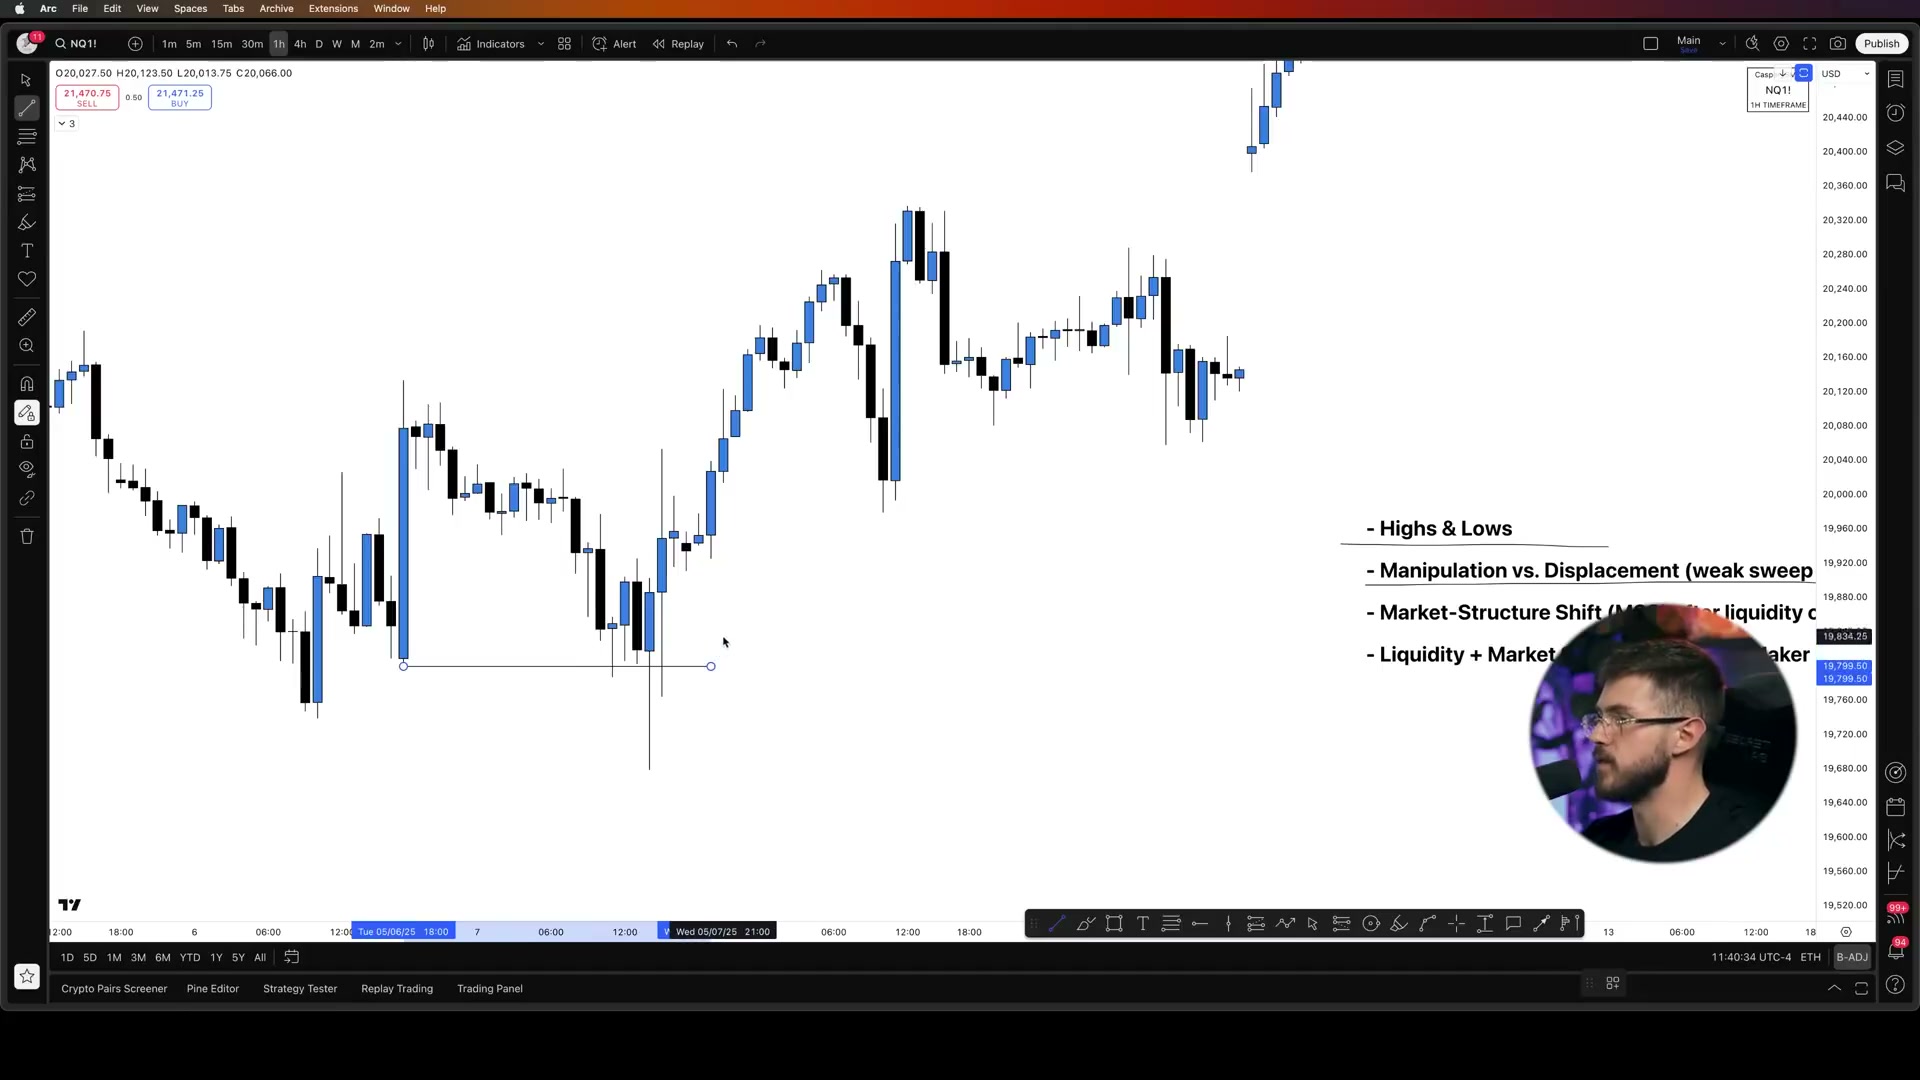 Arc File Edit View Spaces Tabs Archive Extensions Window Help
11 NQ1! 1m 5m 15m 30m 1h 4h D W M 2m Indicators Alert Replay Main Save Publish
O20,027.50 H20,123.50 L20,013.75 C20,066.00
21,470.75 SELL 0.50 21,471.25 BUY
3
NQ1!
1H TIMEFRAME
USD
20,440.00
20,400.00
20,360.00
20,320.00
20,280.00
20,240.00
20,200.00
20,160.00
20,120.00
20,080.00
20,040.00
20,000.00
19,960.00
19,920.00
19,880.00
19,834.25
19,799.50
19,799.50
19,760.00
19,720.00
19,680.00
19,640.00
19,600.00
19,560.00
19,520.00
- Highs & Lows
- Manipulation vs. Displacement (weak sweep
- Market-Structure Shift liquidity
- Liquidity + Market
12:00 18:00 6 06:00 Tue 05/06/25 18:00 7 06:00 12:00 Wed 05/07/25 21:00 06:00 12:00 18:00 13 06:00 12:00 18
1D 5D 1M 3M 6M YTD 1Y 5Y All 11:40:34 UTC-4 ETH B-ADJ
Crypto Pairs Screener Pine Editor Strategy Tester Replay Trading Trading Panel
99+
94